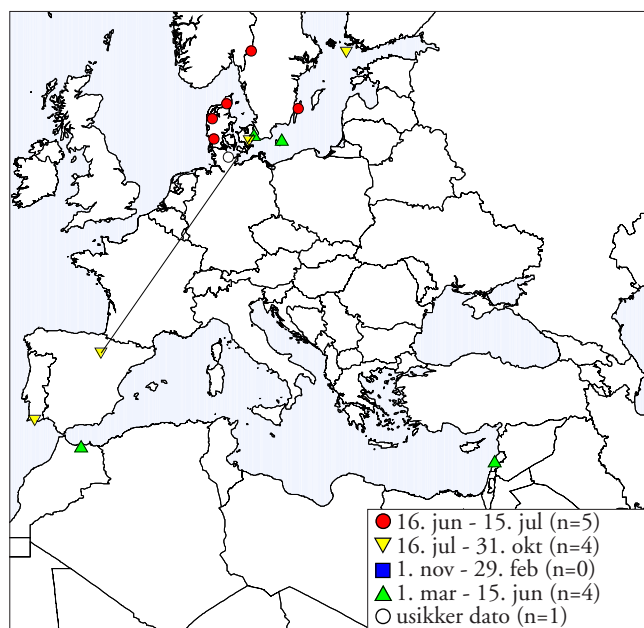 16. jun - 15. jul (n=5)
16. jul - 31. okt (n=4)
1. nov - 29. feb (n=0)
1. mar - 15. jun (n=4)
usikker dato (n=1)